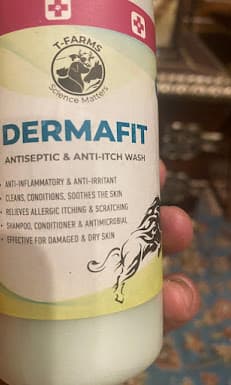 T-FARMS
Science Matters
DERMAFIT
ANTISEPTIC & ANTI-ITCH WASH
• ANTI-INFLAMMATORY & ANTI-IRRITANT
• CLEANS, CONDITIONS, SOOTHES THE SKIN
• RELIEVES ALLERGIC ITCHING & SCRATCHING
• SHAMPOO, CONDITIONER & ANTIMICROBIAL
• EFFECTIVE FOR DAMAGED & DRY SKIN